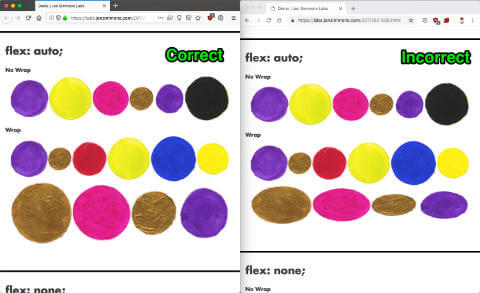 Demo | Jen Simmons Labs
labs.jensimmons.com/2017/
flex: auto;
Correct
No Wrap
Wrap
flex: none;
Demo | Jen Simmons Labs
https://labs.jensimmons.com/2017/02-008.html
flex: auto;
Incorrect
No Wrap
Wrap
flex: none;
No Wrap